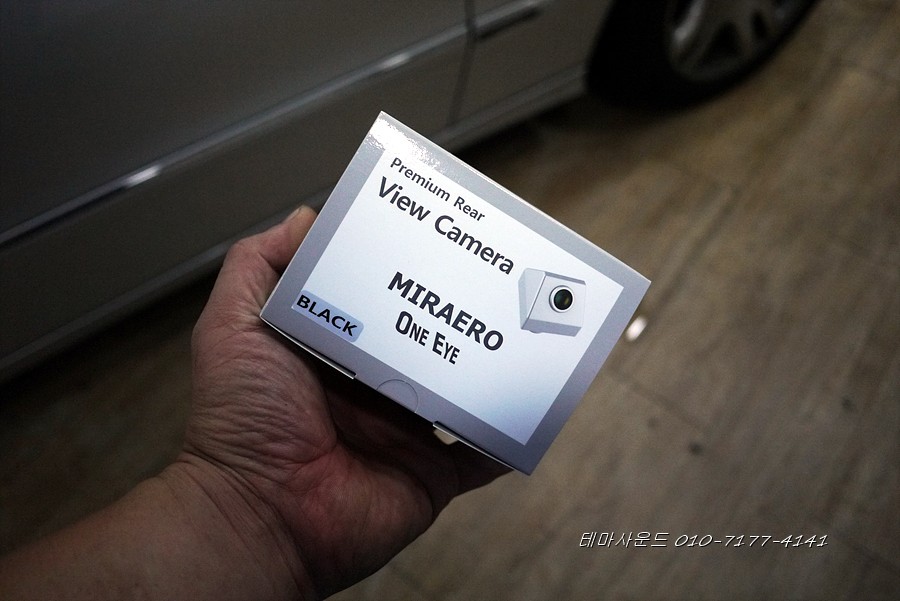 Premium Rear
View Camera
MIRAERO
ONE EYE
BLACK
테마사운드 010-7177-4141